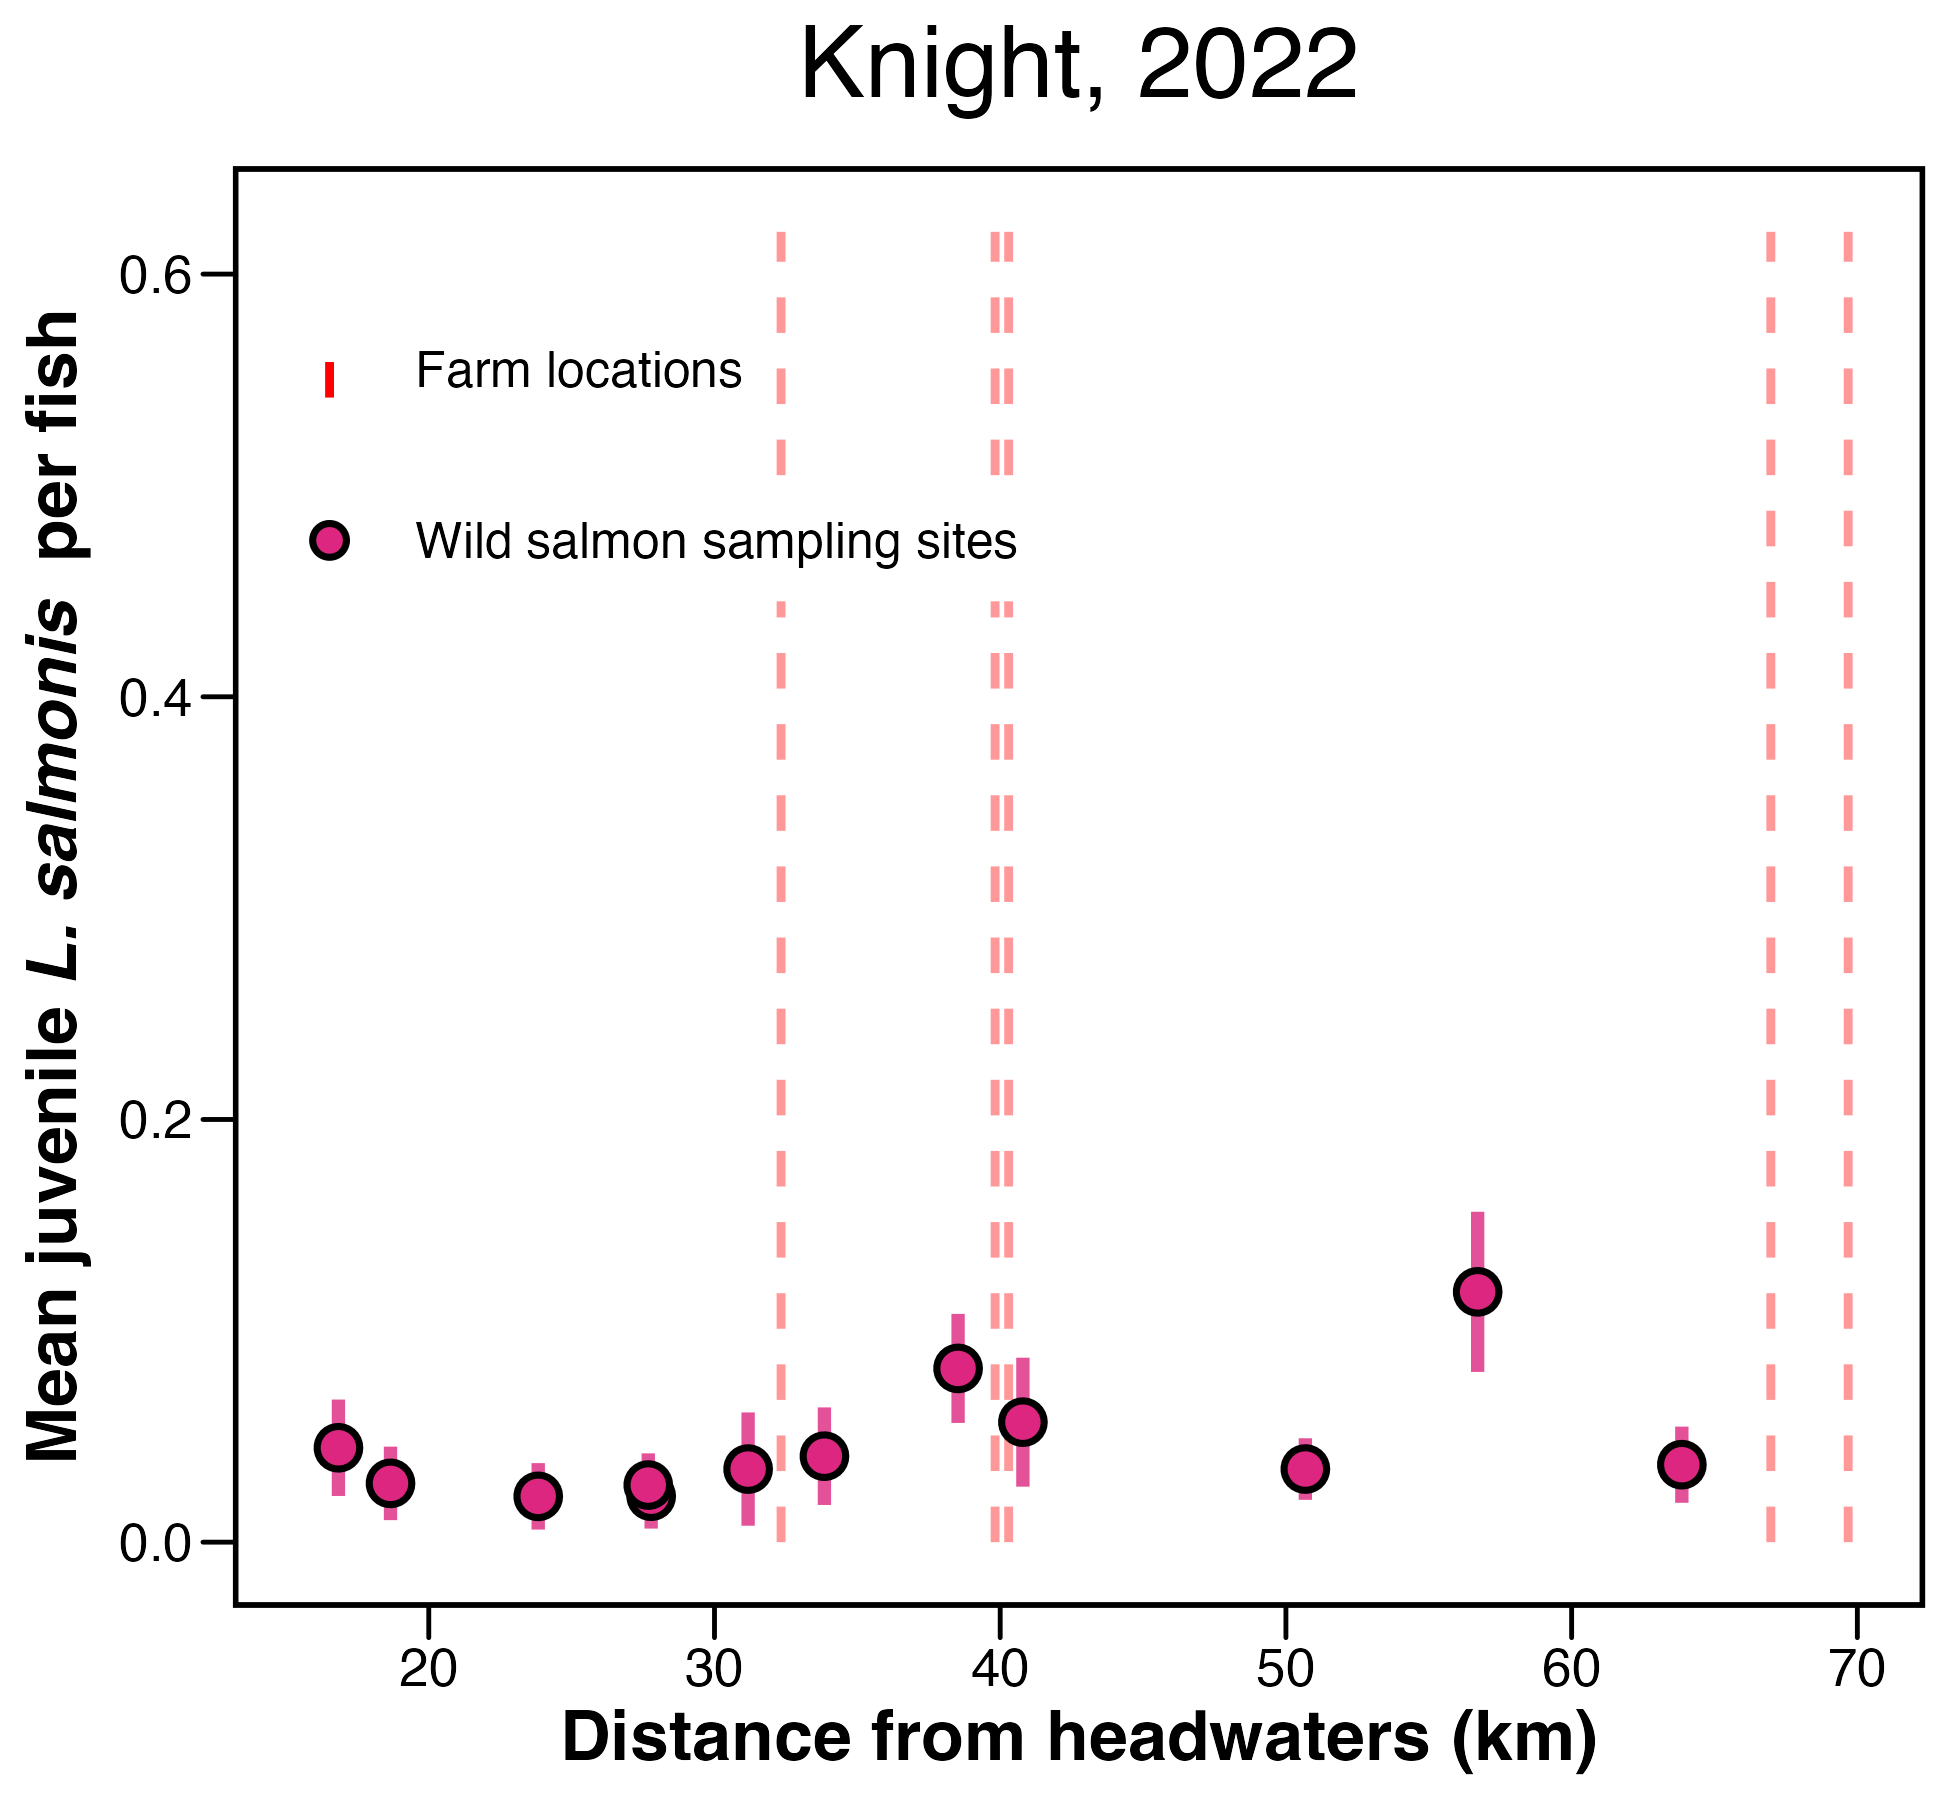 Knight, 2022
Mean juvenile L. salmonis per fish
0.6
0.4
0.2
0.0
Farm locations
Wild salmon sampling sites
20 30 40 50 60 70
Distance from headwaters (km)